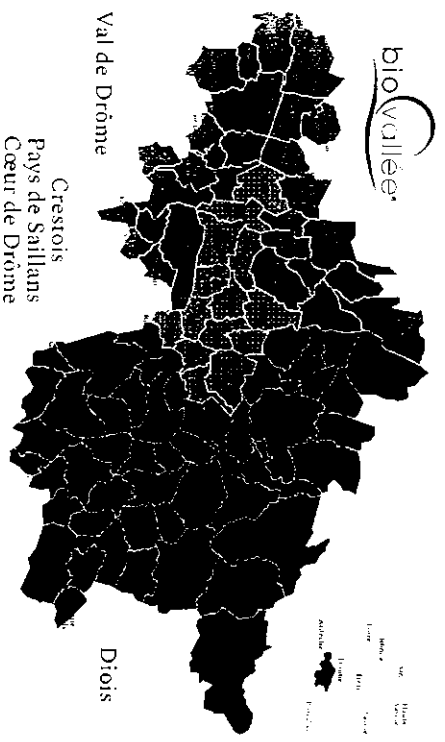 biovallée®
Val de Drôme
Crestois
Pays de Saillans
Cœur de Drôme
Diois